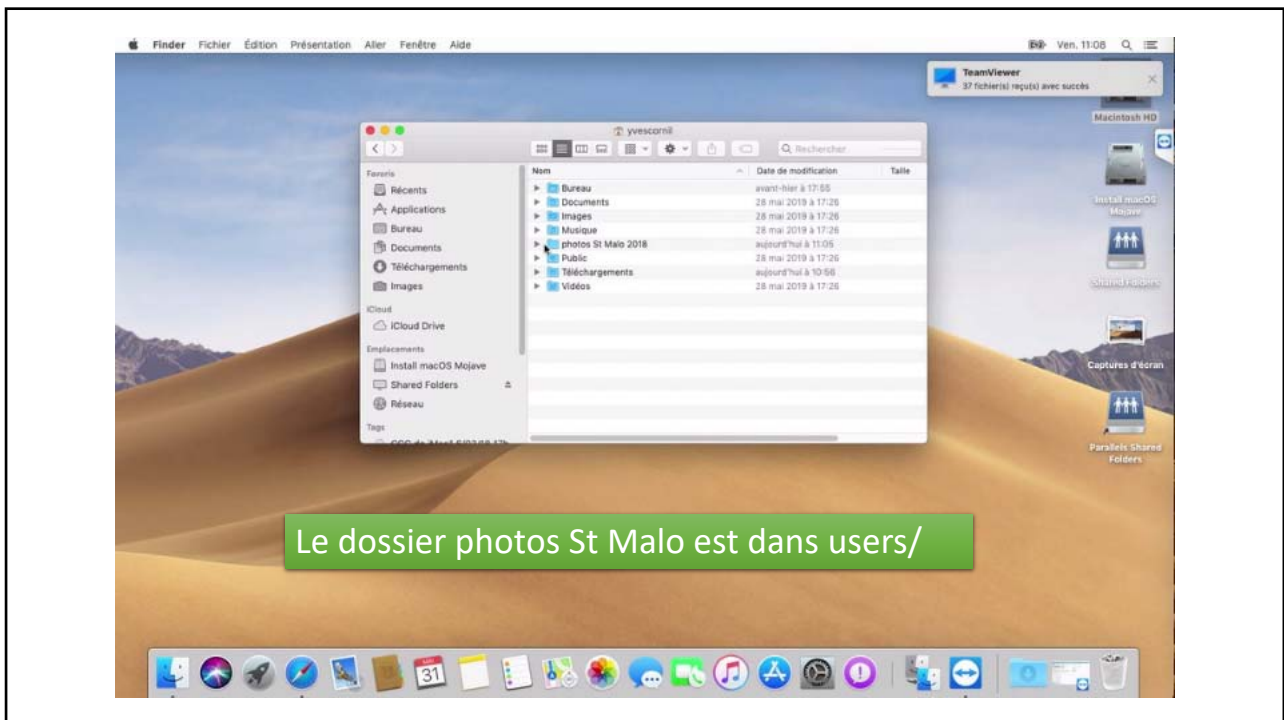 Finder Fichier Édition Présentation Aller Fenêtre Aide
Ven. 11:08
TeamViewer
37 fichier(s) reçu(s) avec succès
Macintosh HD
yvescornil
Rechercher
Favoris
Récents
Applications
Bureau
Documents
Téléchargements
Images
iCloud
iCloud Drive
Emplacements
Install macOS Mojave
Shared Folders
Réseau
Tags
Nom Date de modification Taille
Bureau avant-hier à 17:55
Documents 28 mai 2019 à 17:26
Images 28 mai 2019 à 17:26
Musique 28 mai 2019 à 17:26
photos St Malo 2018 aujourd'hui à 11:05
Public 28 mai 2019 à 17:26
Téléchargements aujourd'hui à 10:56
Vidéos 28 mai 2019 à 17:26
Install macOS
Mojave
Shared Folders
Captures d'écran
Parallels Shared
Folders
Le dossier photos St Malo est dans users/
31